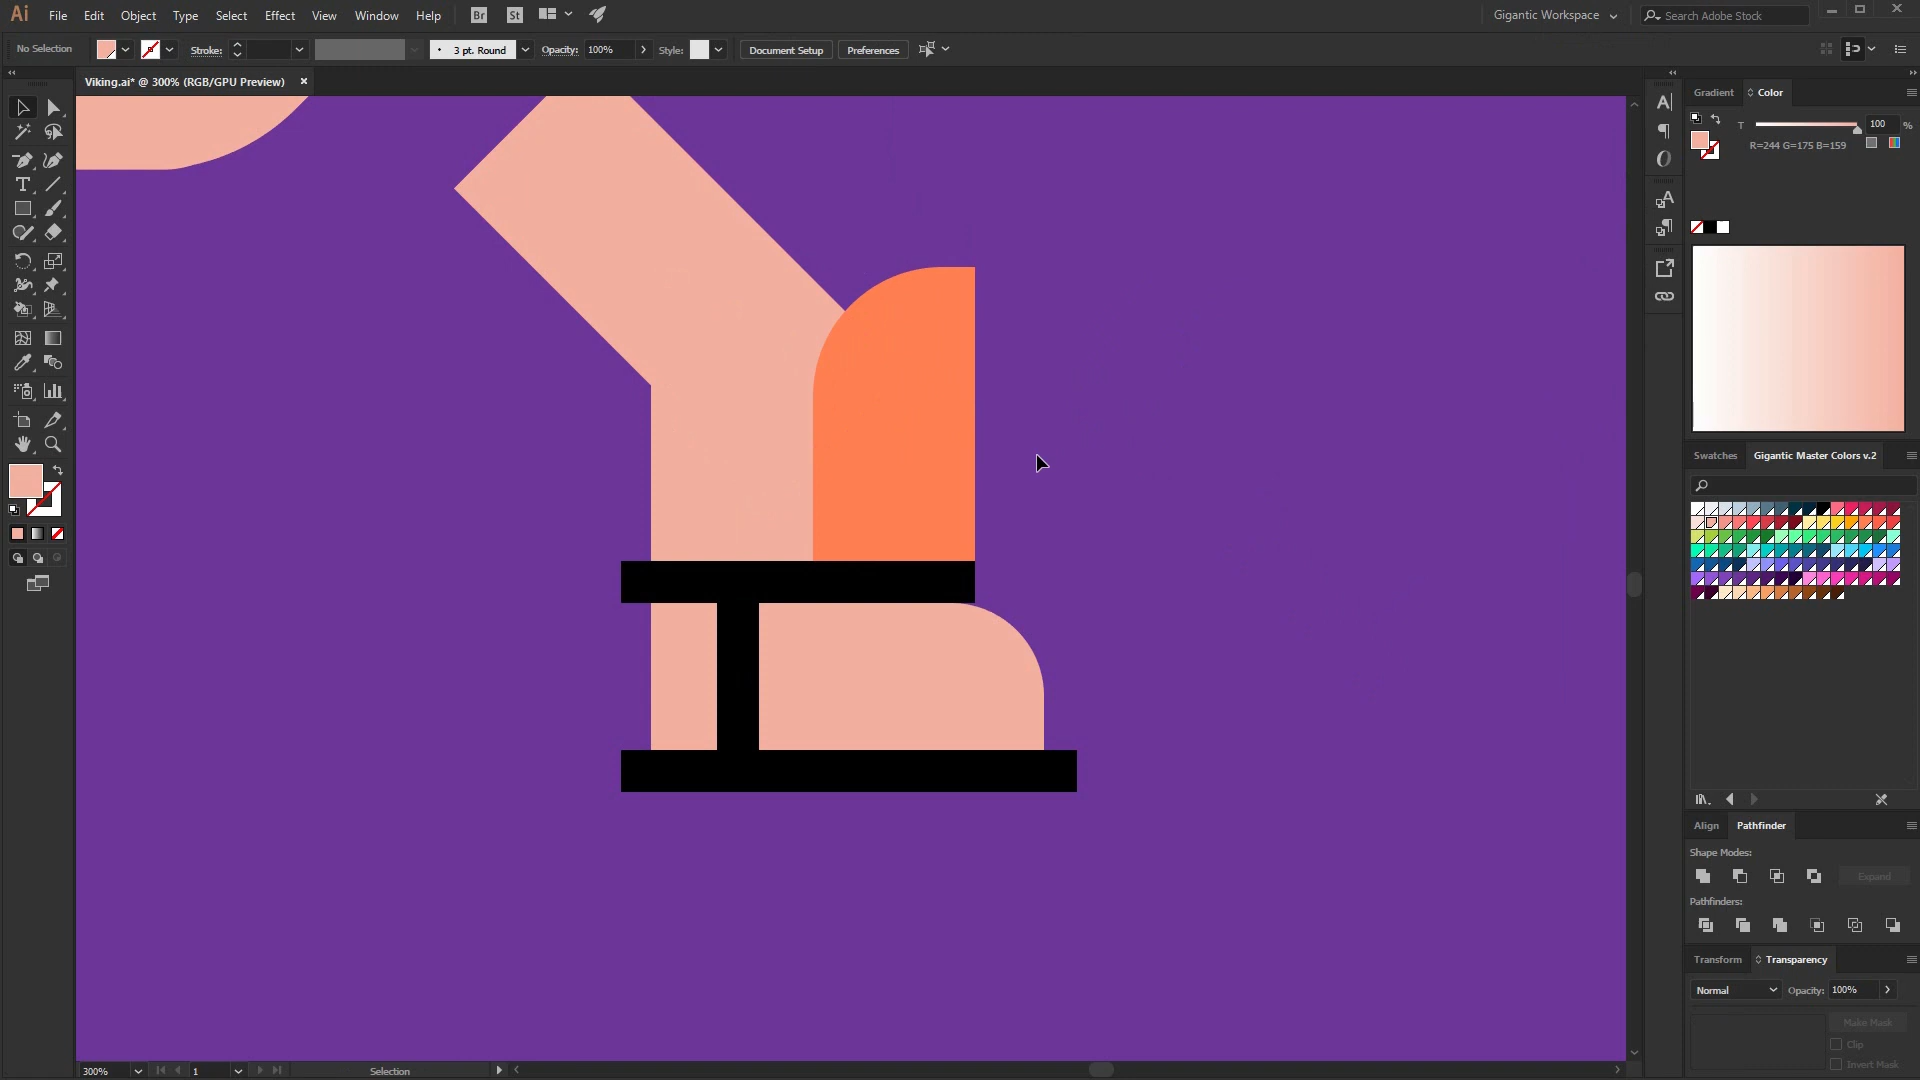 Ai File Edit Object Type Select Effect View Window Help Br St Gigantic Workspace Search Adobe Stock
No Selection Stroke: 3 pt. Round Opacity: 100% Style: Document Setup Preferences
Viking.ai* @ 300% (RGB/GPU Preview)
Gradient Color
T 100 %
R=244 G=175 B=159
Swatches Gigantic Master Colors v.2
Align Pathfinder
Shape Modes:
Expand
Pathfinders:
Transform Transparency
Normal Opacity: 100%
Make Mask
Clip
Invert Mask
300% 1 Selection